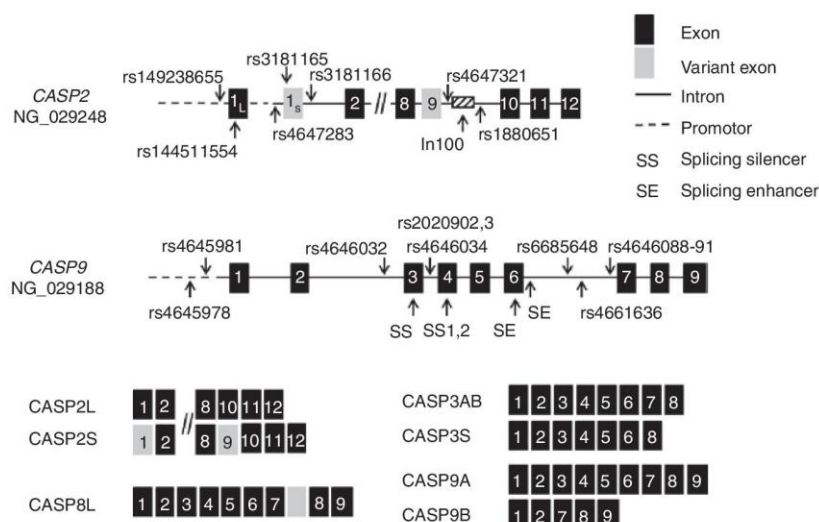 rs149238655 rs3181165 rs3181166 rs4647321
CASP2
NG_029248
1L 1s 2 // 8 9 10 11 12
rs144511554 rs4647283 In100 rs1880651
Exon
Variant exon
Intron
Promotor
SS Splicing silencer
SE Splicing enhancer
rs2020902,3
rs4645981 rs4646032 rs4646034 rs6685648 rs4646088-91
CASP9
NG_029188
1 2 3 4 5 6 7 8 9
rs4645978 SS SS1,2 SE SE rs4661636
CASP2L 1 2 // 8 10 11 12
CASP2S 1 2 8 9 10 11 12
CASP8L 1 2 3 4 5 6 7 8 9
CASP3AB 1 2 3 4 5 6 7 8
CASP3S 1 2 3 4 5 6 8
CASP9A 1 2 3 4 5 6 7 8 9
CASP9B 1 2 7 8 9